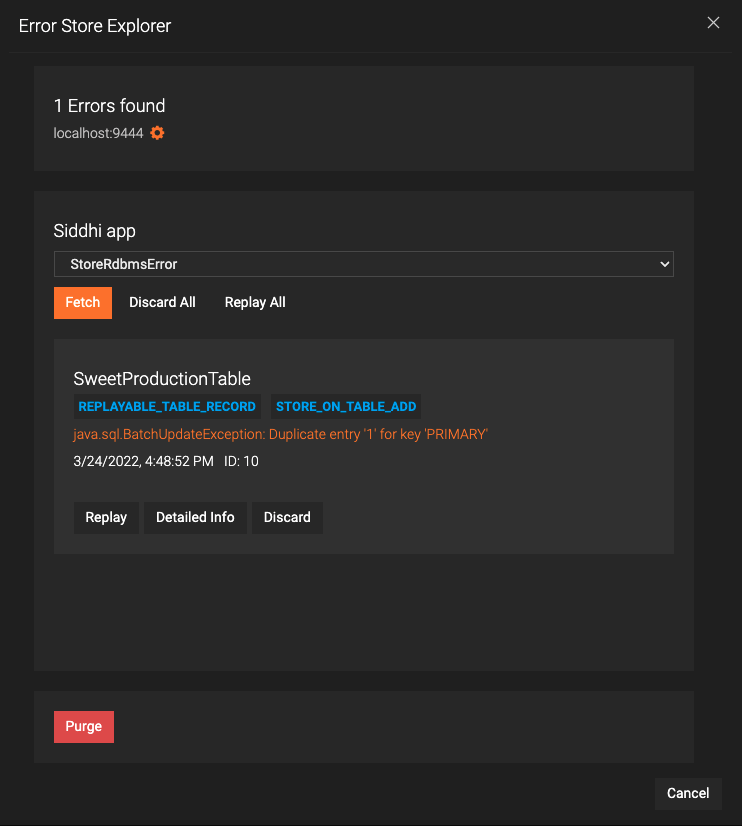 Error Store Explorer
1 Errors found
localhost:9444
Siddhi app
StoreRdbmsError
Fetch Discard All Replay All
SweetProductionTable
REPLAYABLE_TABLE_RECORD STORE_ON_TABLE_ADD
java.sql.BatchUpdateException: Duplicate entry '1' for key 'PRIMARY'
3/24/2022, 4:48:52 PM ID: 10
Replay Detailed Info Discard
Purge
Cancel